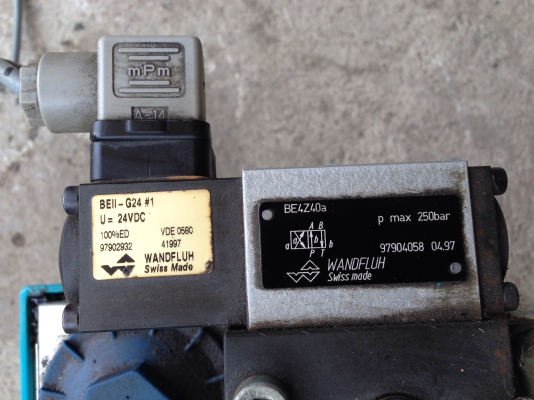 mPm
A-14
BEII-G24 #1
U= 24VDC
100%ED VDE 0580
97902932 41997
WANDFLUH
Swiss Made
BE4Z40a
p max 250bar
A B
a a b b
P T
97904058 04.97
WANDFLUH
Swiss made